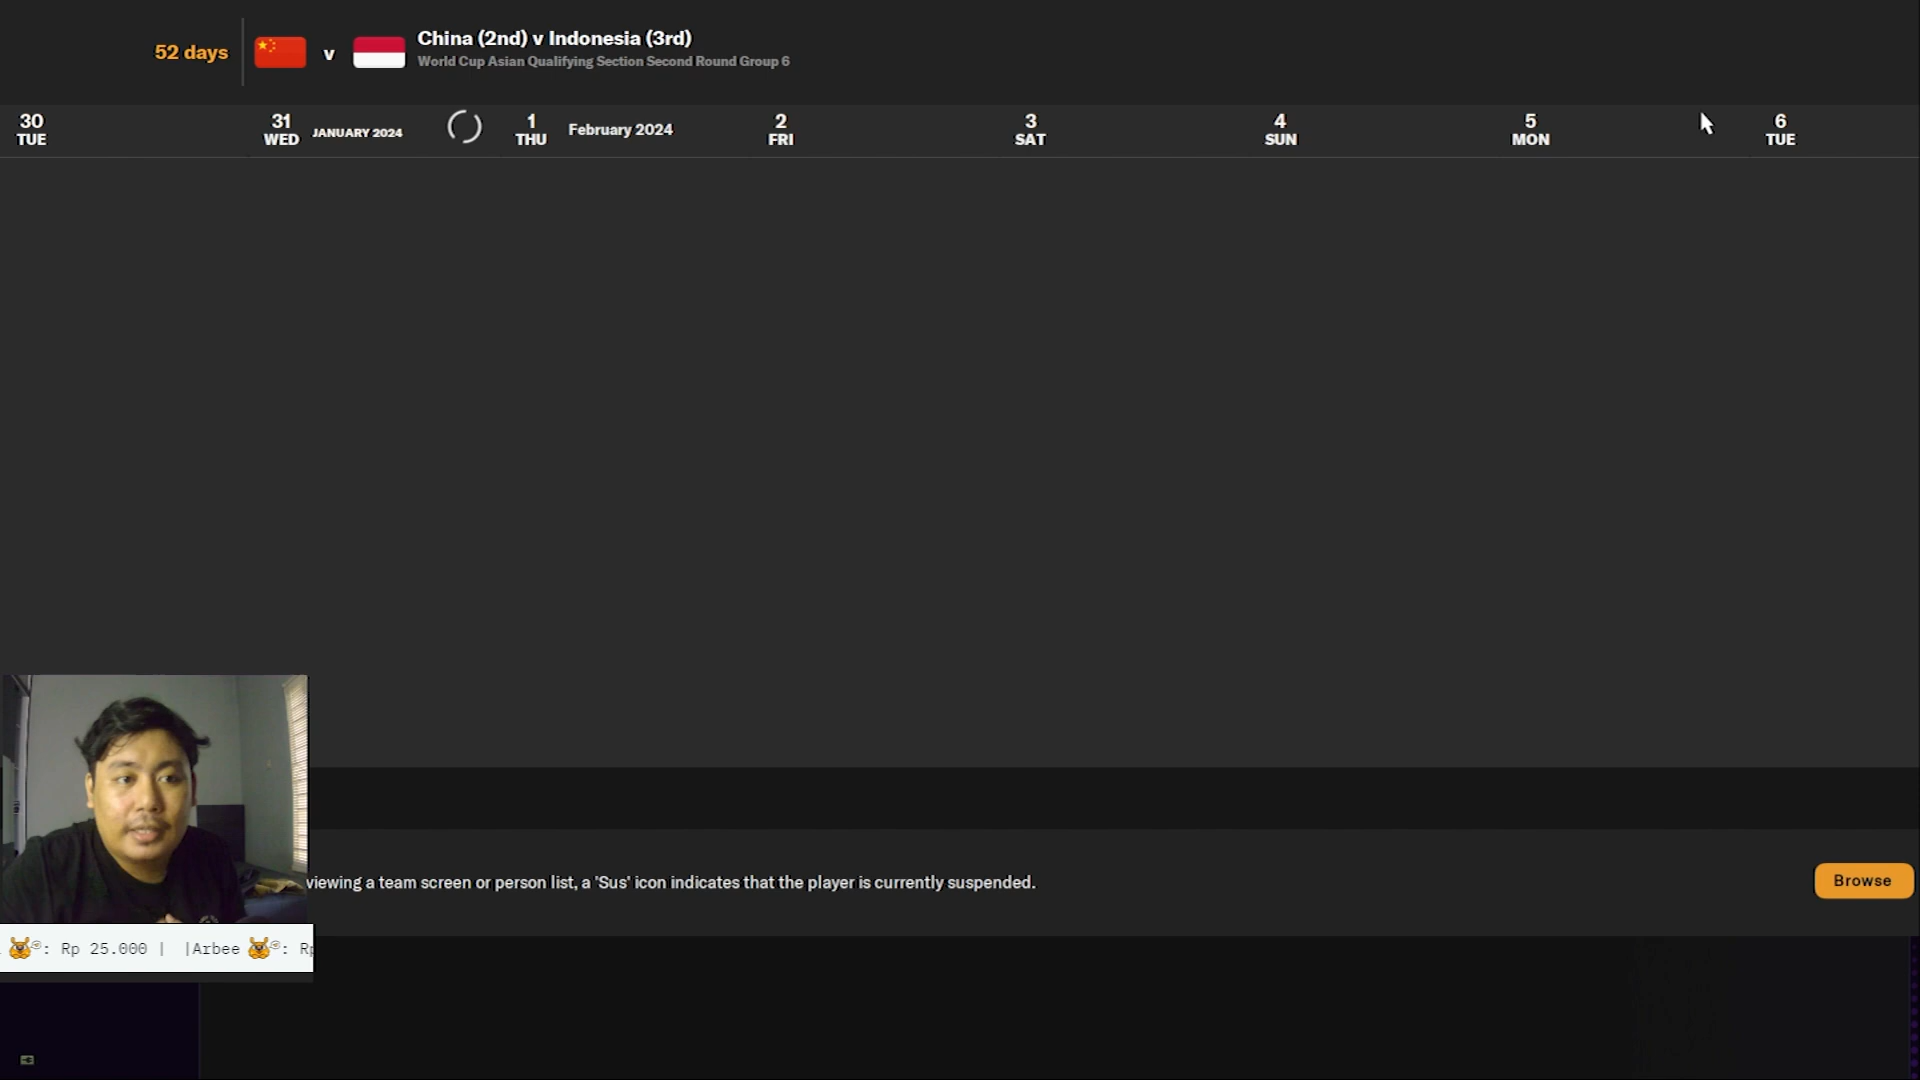 52 days
v
China (2nd) v Indonesia (3rd)
World Cup Asian Qualifying Section Second Round Group 6
30 TUE
31 WED JANUARY 2024
1 THU February 2024
2 FRI
3 SAT
4 SUN
5 MON
6 TUE
viewing a team screen or person list, a 'Sus' icon indicates that the player is currently suspended.
Browse
: Rp 25.000 | |Arbee : Rp